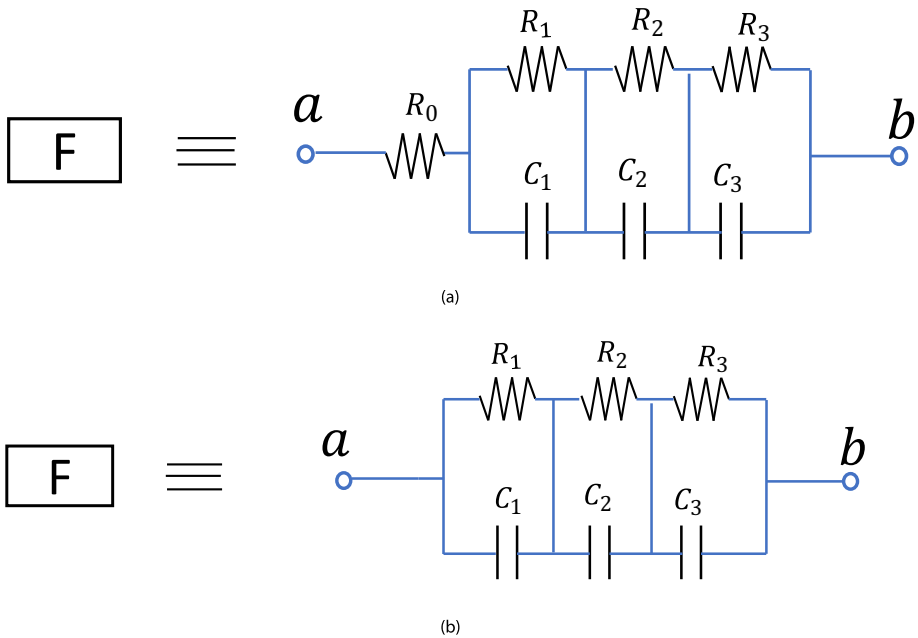 R₁ R₂ R₃
a R₀ b
F
C₁ C₂ C₃
(a)
R₁ R₂ R₃
a b
F
C₁ C₂ C₃
(b)